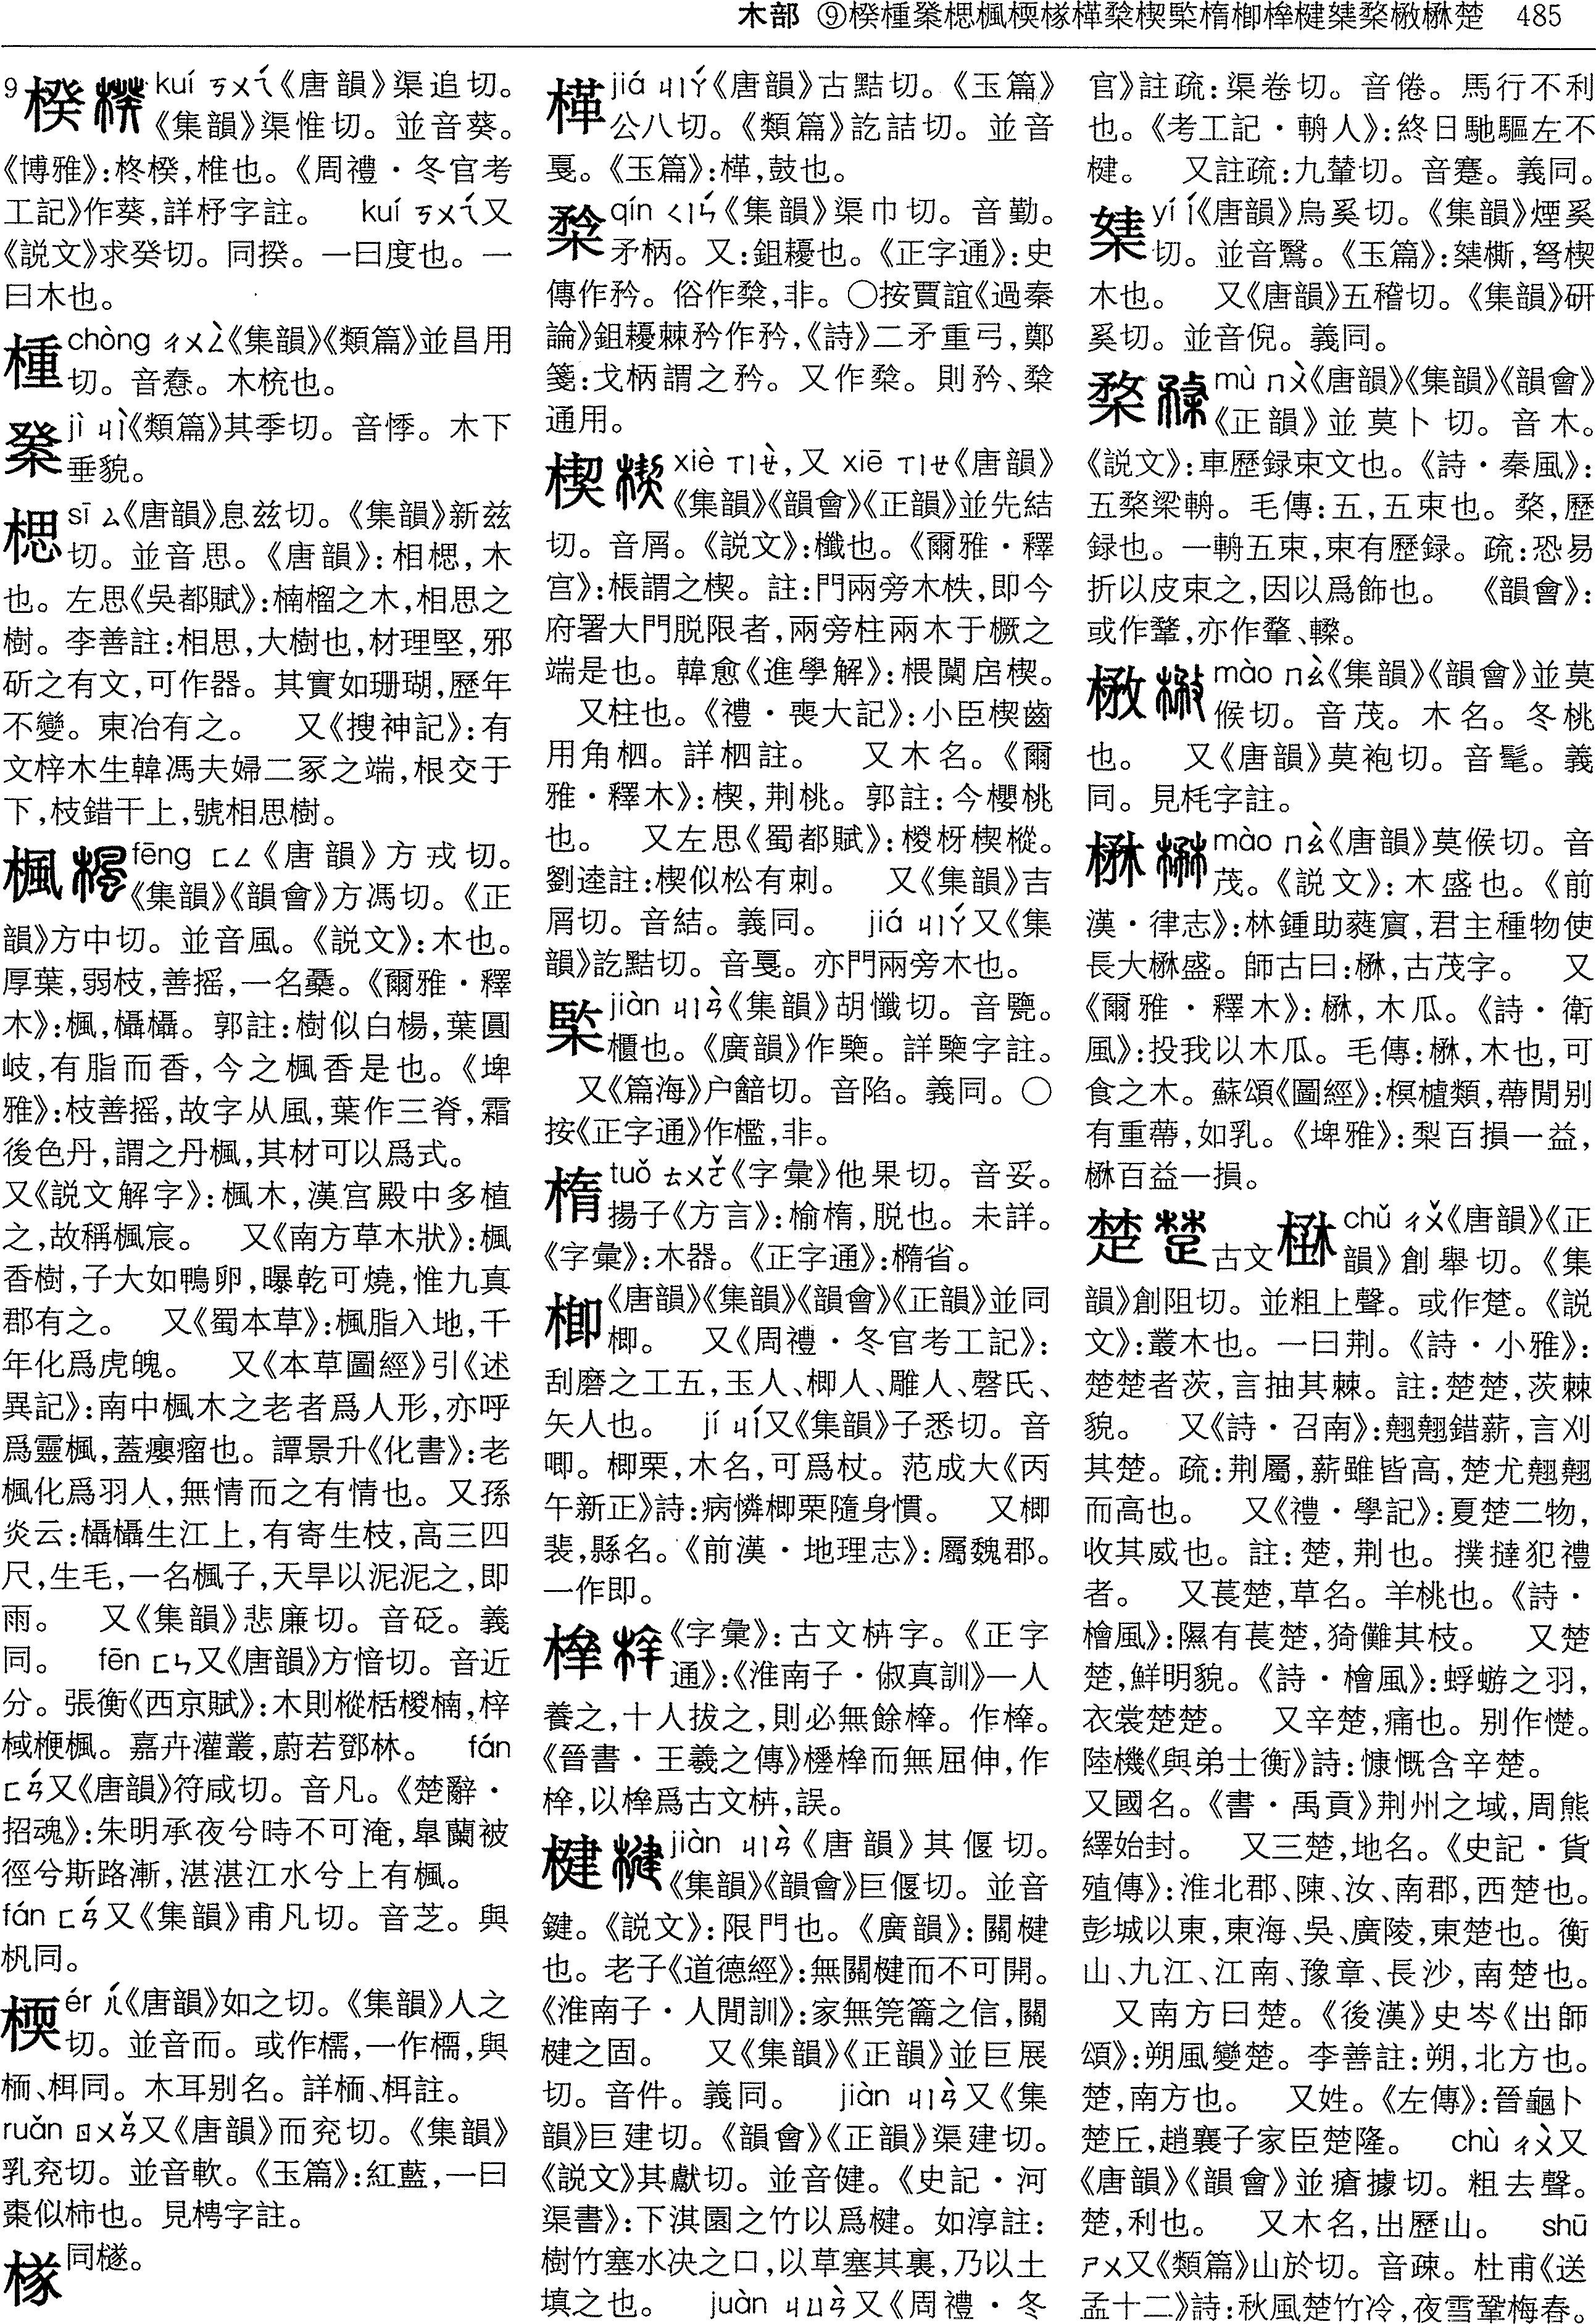 木部 ⑨楑㮔楽楒楓楆㯓楎㮗楔㮳楕楖㮃楗㮛楘楙楙楚 485
9楑 kuí ㄎㄨㄟˊ《唐韻》渠追切。
《集韻》渠惟切。並音葵。
《博雅》:柊楑,椎也。《周禮・冬官考
工記》作葵,詳杼字註。 kuí ㄎㄨㄟˊ又
《説文》求癸切。同揆。一曰度也。一
曰木也。
chòng ㄔㄨㄥˋ《集韻》《類篇》並昌用
切。音憃。木梳也。
jì ㄐㄧˋ《類篇》其季切。音悸。木下
垂貌。
楒 sī ㄙ《唐韻》息兹切。《集韻》新兹
切。並音思。《唐韻》:相楒,木
也。左思《吳都賦》:楠榴之木,相思之
樹。李善註:相思,大樹也,材理堅,邪
斫之有文,可作器。其實如珊瑚,歷年
不變。東冶有之。 又《搜神記》:有
文梓木生韓馮夫婦二冢之端,根交于
下,枝錯干上,號相思樹。
楓 fēng ㄈㄥ《唐韻》方戎切。
《集韻》《韻會》方馮切。《正
韻》方中切。並音風。《説文》:木也。
厚葉,弱枝,善摇,一名欇。《爾雅・釋
木》:楓,欇欇。郭註:樹似白楊,葉圓
岐,有脂而香,今之楓香是也。《埤
雅》:枝善摇,故字从風,葉作三脊,霜
後色丹,謂之丹楓,其材可以爲式。
又《説文解字》:楓木,漢宫殿中多植
之,故稱楓宸。 又《南方草木狀》:楓
香樹,子大如鴨卵,曝乾可燒,惟九真
郡有之。 又《蜀本草》:楓脂入地,千
年化爲虎魄。 又《本草圖經》引《述
異記》:南中楓木之老者爲人形,亦呼
爲靈楓,蓋癭瘤也。譚景升《化書》:老
楓化爲羽人,無情而之有情也。又孫
炎云:欇欇生江上,有寄生枝,高三四
尺,生毛,一名楓子,天旱以泥泥之,即
雨。 又《集韻》悲廉切。音砭。義
同。 fēn ㄈㄣ又《唐韻》方愔切。音近
分。張衡《西京賦》:木則樅栝椶楠,梓
棫楩楓。嘉卉灌叢,蔚若鄧林。 fán
ㄈㄢˊ又《唐韻》符咸切。音凡。《楚辭・
招魂》:朱明承夜兮時不可淹,臯蘭被
徑兮斯路漸,湛湛江水兮上有楓。
fán ㄈㄢˊ又《集韻》甫凡切。音芝。與
杋同。
ér ㄦˊ《唐韻》如之切。《集韻》人之
切。並音而。或作檽,一作檽,與
栭、栮同。木耳别名。詳栭、栮註。
ruǎn ㄖㄨㄢˇ又《唐韻》而兖切。《集韻》
乳兖切。並音軟。《玉篇》:紅藍,一曰
棗似柿也。見梬字註。
同檖。
jiá ㄐㄧㄚˊ《唐韻》古黠切。《玉篇》
公八切。《類篇》訖詰切。並音
戛。《玉篇》:楎,鼓也。
qín ㄑㄧㄣˊ《集韻》渠巾切。音勤。
矛柄。又:鉏耰也。《正字通》:史
傳作矜。俗作㮗,非。○按賈誼《過秦
論》鉏耰棘矜作矜,《詩》二矛重弓,鄭
箋:戈柄謂之矜。又作㮗。則矜、㮗
通用。
楔 xiè ㄒㄧㄝˋ,又 xiē ㄒㄧㄝ《唐韻》
《集韻》《韻會》《正韻》並先結
切。音屑。《説文》:櫼也。《爾雅・釋
宫》:棖謂之楔。註:門兩旁木柣,即今
府署大門脱限者,兩旁柱兩木于橛之
端是也。韓愈《進學解》:椳闑扂楔。
又柱也。《禮・喪大記》:小臣楔齒
用角柶。詳柶註。 又木名。《爾
雅・釋木》:楔,荆桃。郭註:今櫻桃
也。 又左思《蜀都賦》:椶枒楔樅。
劉逵註:楔似松有刺。 又《集韻》吉
屑切。音結。義同。 jiá ㄐㄧㄚˊ又《集
韻》訖黠切。音戛。亦門兩旁木也。
jiàn ㄐㄧㄢˋ《集韻》胡懺切。音甓。
櫃也。《廣韻》作㯺。詳㯺字註。
又《篇海》户韽切。音陷。義同。○
按《正字通》作檻,非。
楕 tuǒ ㄊㄨㄛˇ《字彙》他果切。音妥。
揚子《方言》:榆楕,脱也。未詳。
《字彙》:木器。《正字通》:橢省。
楖《唐韻》《集韻》《韻會》《正韻》並同
櫛。 又《周禮・冬官考工記》:
刮磨之工五,玉人、楖人、雕人、磬氏、
矢人也。 jí ㄐㄧˊ又《集韻》子悉切。音
唧。楖栗,木名,可爲杖。范成大《丙
午新正》詩:病憐楖栗隨身慣。 又楖
裴,縣名。《前漢・地理志》:屬魏郡。
一作即。
《字彙》:古文栟字。《正字
通》:《淮南子・俶真訓》一人
養之,十人拔之,則必無餘㮃。作㮃。
《晉書・王羲之傳》㮃而無屈伸,作
㮃,以㮃爲古文栟,誤。
楗 jiàn ㄐㄧㄢˋ《唐韻》其偃切。
《集韻》《韻會》巨偃切。並音
鍵。《説文》:限門也。《廣韻》:關楗
也。老子《道德經》:無關楗而不可開。
《淮南子・人閒訓》:家無筦籥之信,關
楗之固。 又《集韻》《正韻》並巨展
切。音件。義同。 jiàn ㄐㄧㄢˋ又《集
韻》巨建切。《韻會》《正韻》渠建切。
《説文》其獻切。並音健。《史記・河
渠書》:下淇園之竹以爲楗。如淳註:
樹竹塞水决之口,以草塞其裏,乃以土
填之也。 juàn ㄐㄩㄢˋ又《周禮・冬
官》註疏:渠卷切。音倦。馬行不利
也。《考工記・輈人》:終日馳驅左不
楗。 又註疏:九輦切。音蹇。義同。
yí ㄧˊ《唐韻》烏奚切。《集韻》煙奚
切。並音鷖。《玉篇》:㮛㯕,弩楔
木也。 又《唐韻》五稽切。《集韻》研
奚切。並音倪。義同。
楘 mù ㄇㄨˋ《唐韻》《集韻》《韻會》
《正韻》並莫卜切。音木。
《説文》:車歷録束文也。《詩・秦風》:
五楘梁輈。毛傳:五,五束也。楘,歷
録也。一輈五束,束有歷録。疏:恐易
折以皮束之,因以爲飾也。 《韻會》:
或作鞪,亦作鞪、轑。
mào ㄇㄠˋ《集韻》《韻會》並莫
候切。音茂。木名。冬桃
也。 又《唐韻》莫袍切。音髦。義
同。見枆字註。
楙 mào ㄇㄠˋ《唐韻》莫候切。音
茂。《説文》:木盛也。《前
漢・律志》:林鍾助蕤賔,君主種物使
長大楙盛。師古曰:楙,古茂字。 又
《爾雅・釋木》:楙,木瓜。《詩・衛
風》:投我以木瓜。毛傳:楙,木也,可
食之木。蘇頌《圖經》:榠樝類,蔕閒别
有重蔕,如乳。《埤雅》:梨百損一益,
楙百益一損。
楚 古文 chǔ ㄔㄨˇ《唐韻》《正
韻》創舉切。《集
韻》創阻切。並粗上聲。或作楚。《説
文》:叢木也。一曰荆。《詩・小雅》:
楚楚者茨,言抽其棘。註:楚楚,茨棘
貌。 又《詩・召南》:翹翹錯薪,言刈
其楚。疏:荆屬,薪雖皆高,楚尤翹翹
而高也。 又《禮・學記》:夏楚二物,
收其威也。註:楚,荆也。撲撻犯禮
者。 又萇楚,草名。羊桃也。《詩・
檜風》:隰有萇楚,猗儺其枝。 又楚
楚,鮮明貌。《詩・檜風》:蜉蝣之羽,
衣裳楚楚。 又辛楚,痛也。别作憷。
陸機《與弟士衡》詩:慷慨含辛楚。
又國名。《書・禹貢》荆州之域,周熊
繹始封。 又三楚,地名。《史記・貨
殖傳》:淮北郡、陳、汝、南郡,西楚也。
彭城以東,東海、吳、廣陵,東楚也。衡
山、九江、江南、豫章、長沙,南楚也。
又南方曰楚。《後漢》史岑《出師
頌》:朔風變楚。李善註:朔,北方也。
楚,南方也。 又姓。《左傳》:晉龜卜
楚丘,趙襄子家臣楚隆。 chù ㄔㄨˋ又
《唐韻》《韻會》並瘡據切。粗去聲。
楚,利也。 又木名,出歷山。 shū
ㄕㄨ又《類篇》山於切。音疎。杜甫《送
孟十二》詩:秋風楚竹冷,夜雪鞏梅春。